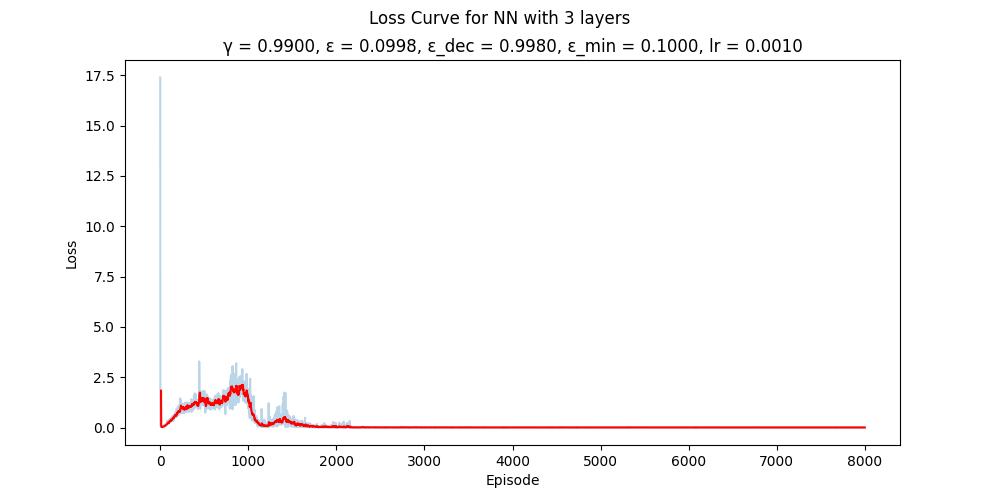 Loss Curve for NN with 3 layers
γ = 0.9900, ε = 0.0998, ε_dec = 0.9980, ε_min = 0.1000, lr = 0.0010
17.5
15.0
12.5
10.0
7.5
5.0
2.5
0.0
Loss
0 1000 2000 3000 4000 5000 6000 7000 8000
Episode